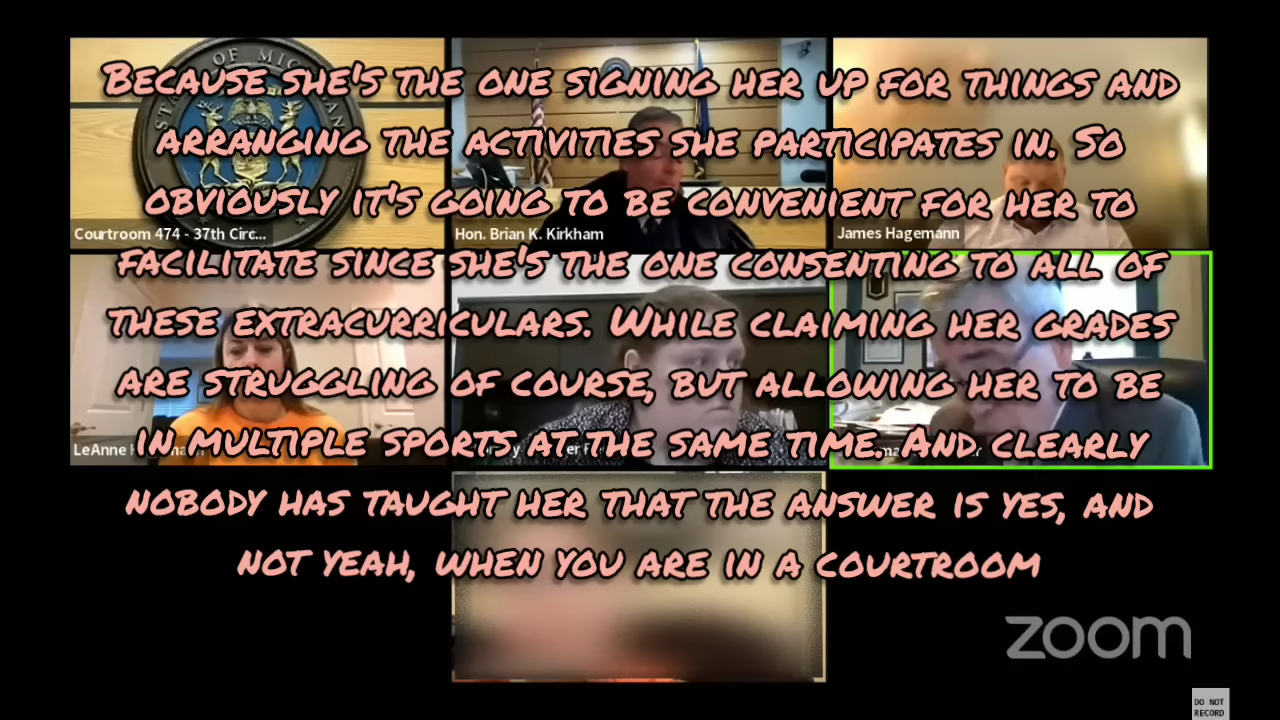 BECAUSE SHE'S THE ONE SIGNING HER UP FOR THINGS AND
ARRANGING THE ACTIVITIES SHE PARTICIPATES IN. SO
OBVIOUSLY IT'S GOING TO BE CONVENIENT FOR HER TO
FACILITATE SINCE SHE'S THE ONE CONSENTING TO ALL OF
THESE EXTRACURRICULARS. WHILE CLAIMING HER GRADES
ARE STRUGGLING OF COURSE, BUT ALLOWING HER TO BE
IN MULTIPLE SPORTS AT THE SAME TIME. AND CLEARLY
NOBODY HAS TAUGHT HER THAT THE ANSWER IS YES, AND
NOT YEAH, WHEN YOU ARE IN A COURTROOM
STATE OF MICHIGAN
Courtroom 474 - 37th Circ...
Hon. Brian K. Kirkham
James Hagemann
LeAnne
zoom
DO NOT
RECORD